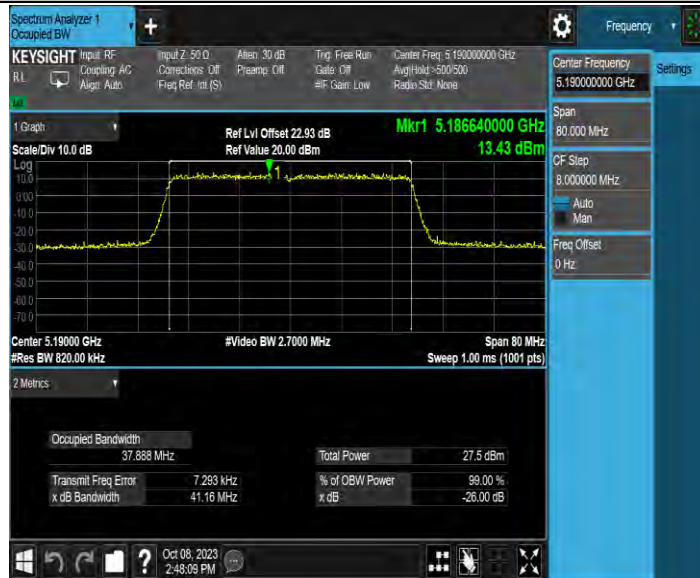 Spectrum Analyzer 1
Occupied BW
Frequency
KEYSIGHT
Input: RF
Coupling: AC
Align: Auto
Input Z: 50 Ω
Corrections: Off
Freq Ref: Int (S)
Atten: 30 dB
Preamp: Off
Trig: Free Run
Gate: Off
#IF Gain: Low
Center Freq: 5.190000000 GHz
Avg|Hold:>500/500
Radio Std: None
RL
Center Frequency
5.190000000 GHz
Settings
Span
80.000 MHz
CF Step
8.000000 MHz
Auto
Man
Freq Offset
0 Hz
1 Graph
Scale/Div 10.0 dB
Ref Lvl Offset 22.93 dB
Ref Value 20.00 dBm
Mkr1 5.186640000 GHz
13.43 dBm
Log
10.0
0.00
-10.0
-20.0
-30.0
-40.0
-50.0
-60.0
-70.0
1
Center 5.19000 GHz
#Res BW 820.00 kHz
#Video BW 2.7000 MHz
Span 80 MHz
Sweep 1.00 ms (1001 pts)
2 Metrics
Occupied Bandwidth
37.888 MHz
Total Power 27.5 dBm
Transmit Freq Error 7.293 kHz
% of OBW Power 99.00 %
x dB Bandwidth 41.16 MHz
x dB -26.00 dB
?
Oct 08, 2023
2:48:09 PM